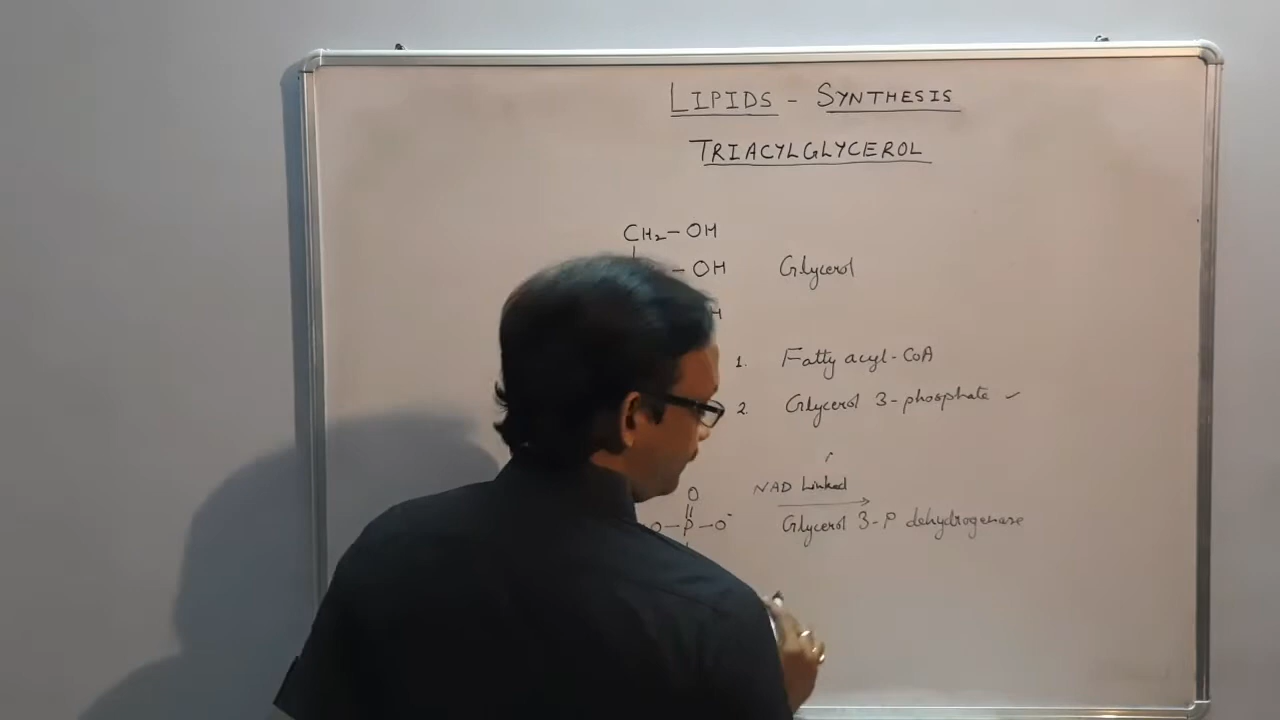 LIPIDS - SYNTHESIS
TRIACYLGLYCEROL
CH₂ - OH
- OH Glycerol
H
1. Fatty acyl-CoA
2. Glycerol 3-phosphate ✓
NAD Linked
O
O - P - O⁻
Glycerol 3-P dehydrogenase